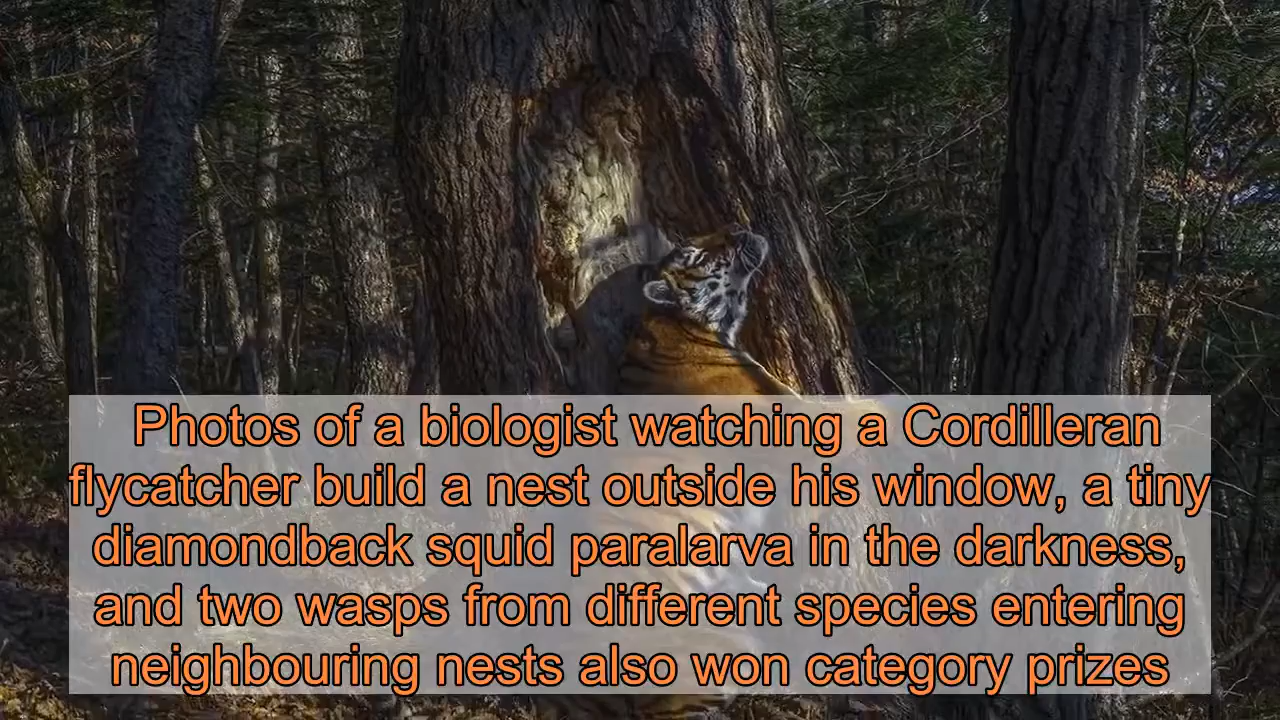 Photos of a biologist watching a Cordilleran
flycatcher build a nest outside his window, a tiny
diamondback squid paralarva in the darkness,
and two wasps from different species entering
neighbouring nests also won category prizes